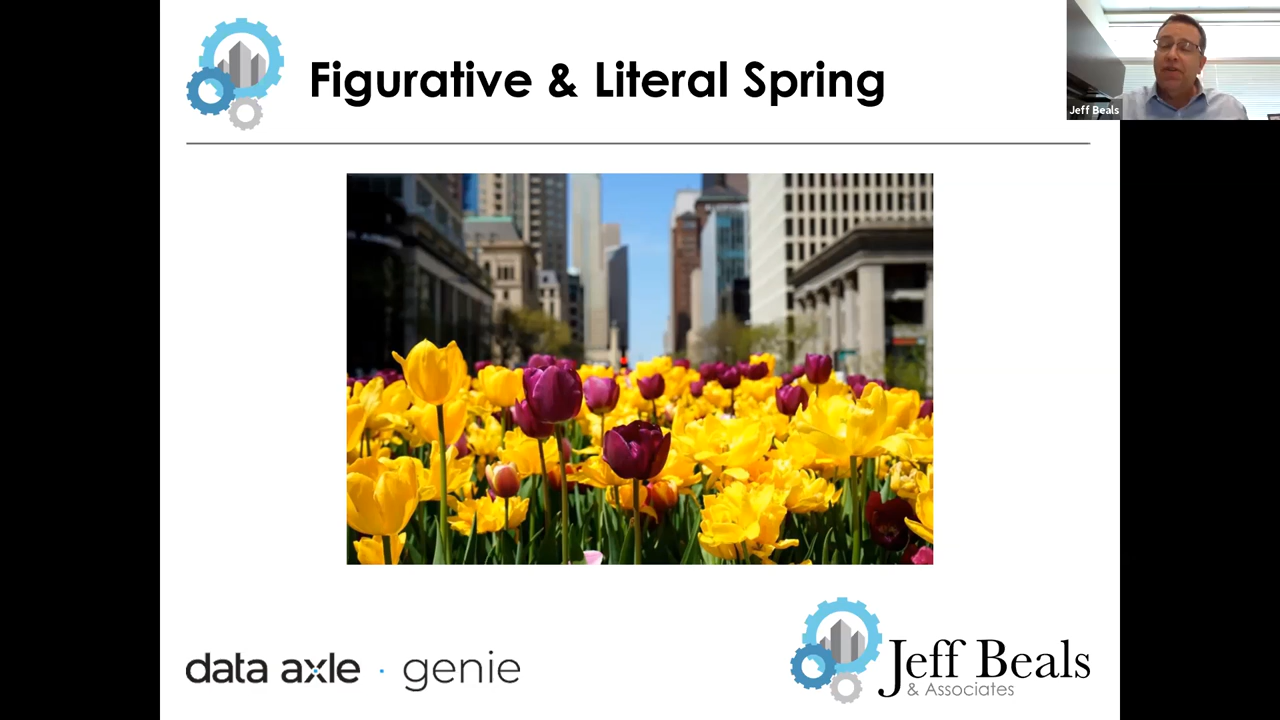 Figurative & Literal Spring
Jeff Beals
data axle · genie
Jeff Beals
& Associates